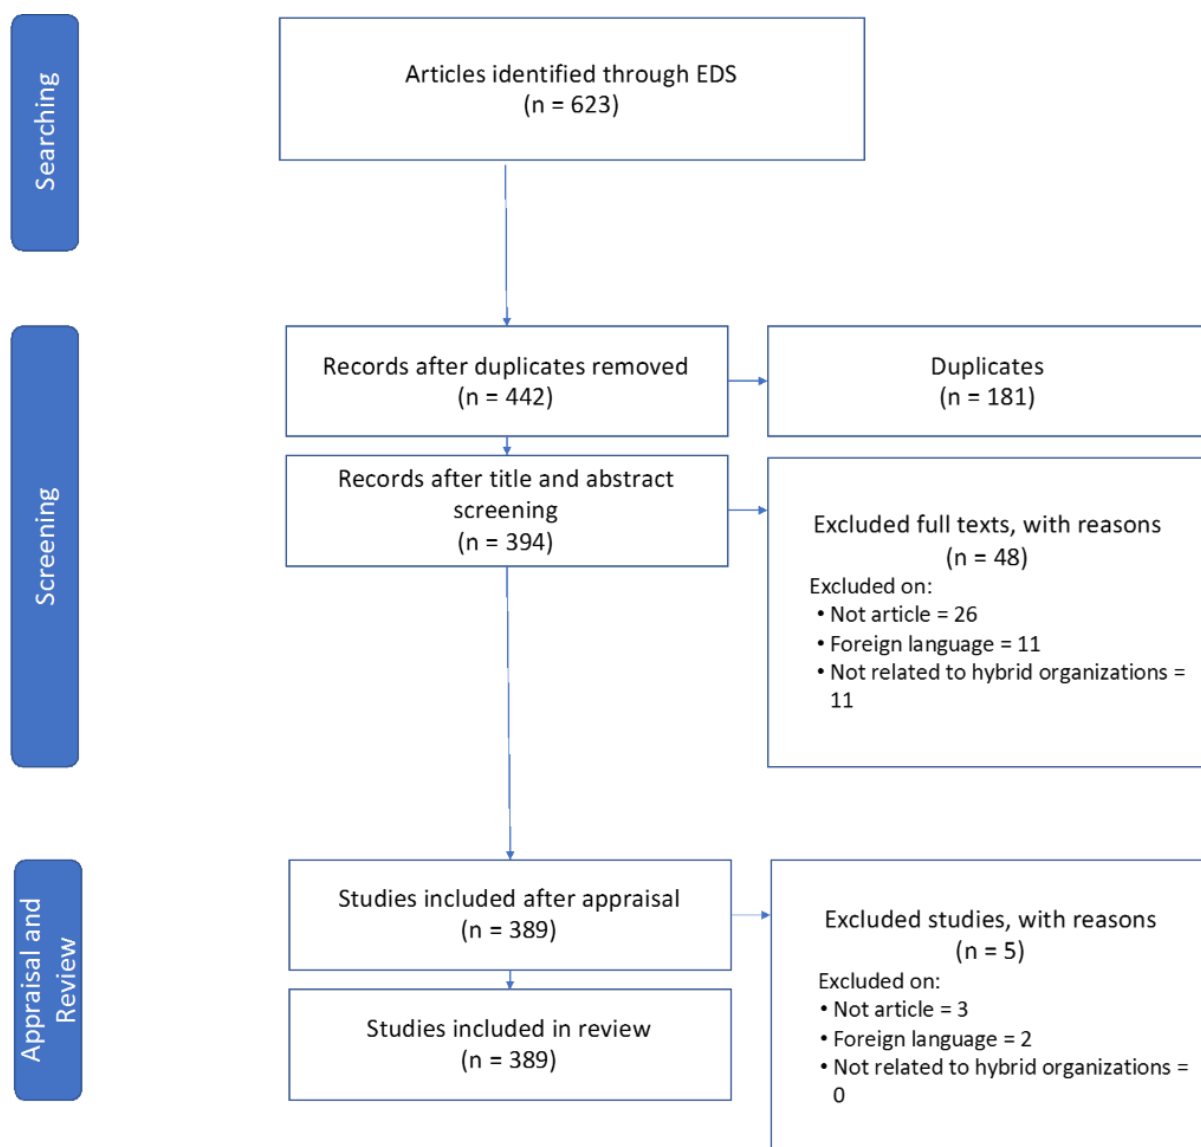 Searching
Articles identified through EDS
(n = 623)
Screening
Records after duplicates removed
(n = 442)
Duplicates
(n = 181)
Records after title and abstract
screening
(n = 394)
Excluded full texts, with reasons
(n = 48)
Excluded on:
• Not article = 26
• Foreign language = 11
• Not related to hybrid organizations =
11
Appraisal and
Review
Studies included after appraisal
(n = 389)
Excluded studies, with reasons
(n = 5)
Excluded on:
• Not article = 3
• Foreign language = 2
• Not related to hybrid organizations =
0
Studies included in review
(n = 389)